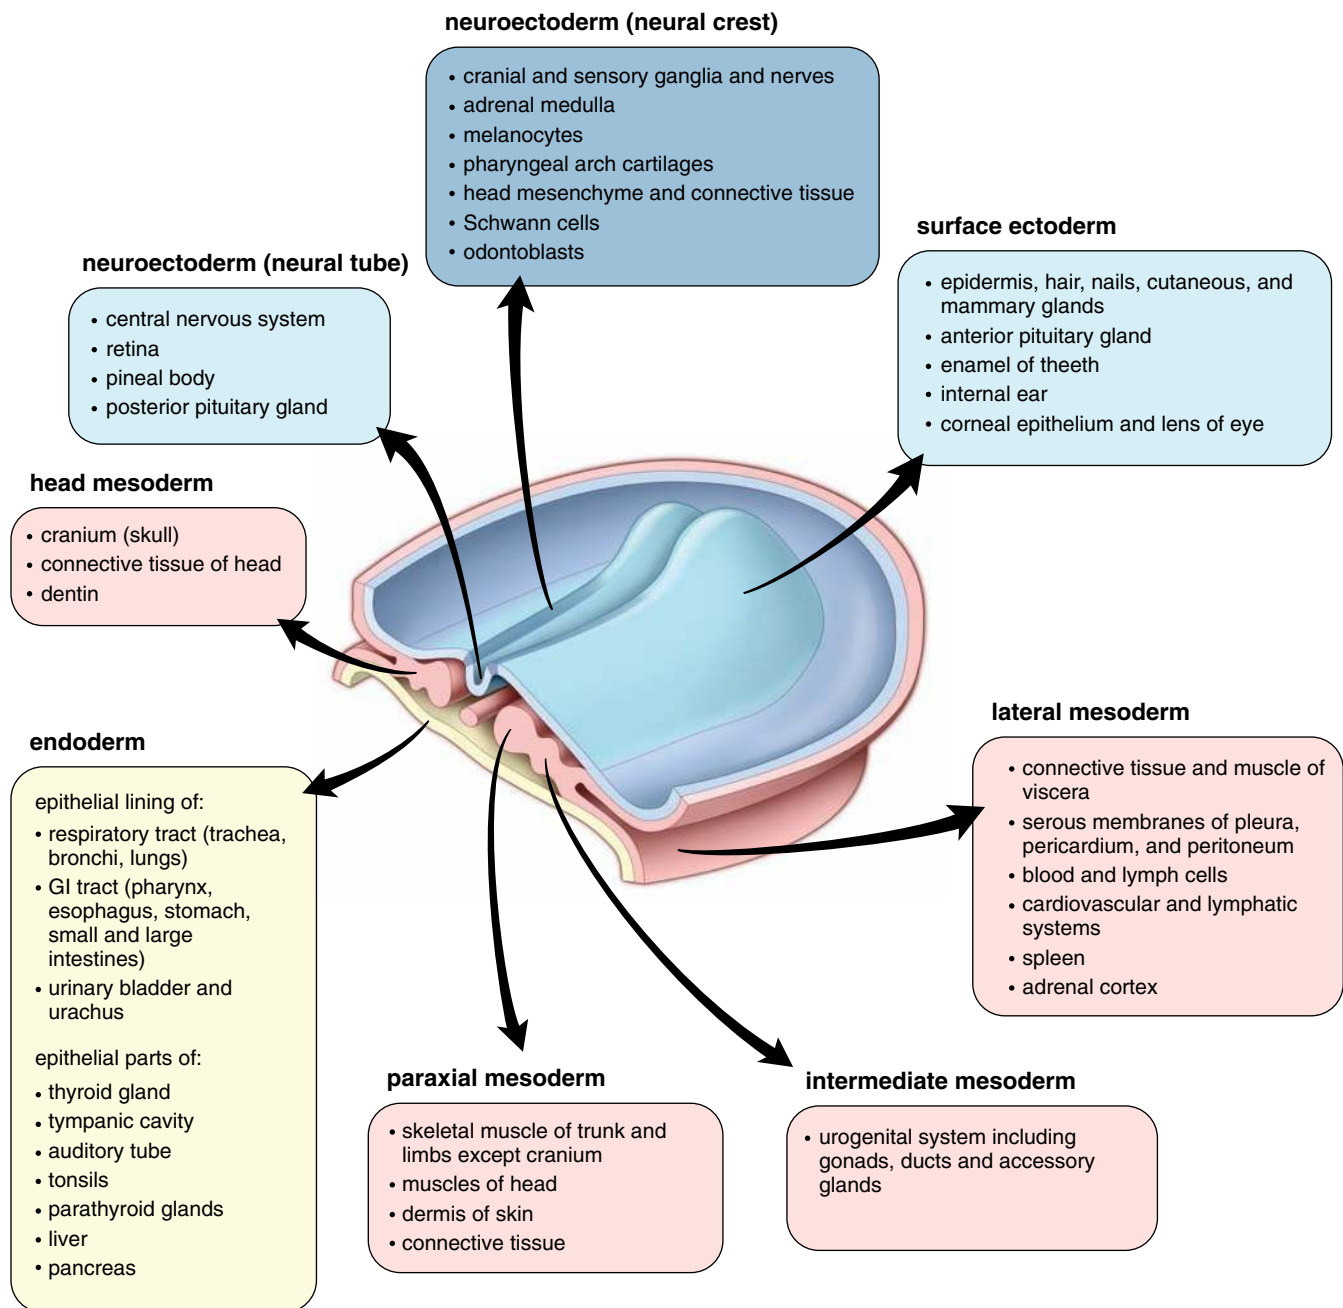 neuroectoderm (neural crest)
• cranial and sensory ganglia and nerves
• adrenal medulla
• melanocytes
• pharyngeal arch cartilages
• head mesenchyme and connective tissue
• Schwann cells
• odontoblasts
surface ectoderm
• epidermis, hair, nails, cutaneous, and
mammary glands
• anterior pituitary gland
• enamel of theeth
• internal ear
• corneal epithelium and lens of eye
neuroectoderm (neural tube)
• central nervous system
• retina
• pineal body
• posterior pituitary gland
head mesoderm
• cranium (skull)
• connective tissue of head
• dentin
endoderm
epithelial lining of:
• respiratory tract (trachea,
bronchi, lungs)
• GI tract (pharynx,
esophagus, stomach,
small and large
intestines)
• urinary bladder and
urachus
epithelial parts of:
• thyroid gland
• tympanic cavity
• auditory tube
• tonsils
• parathyroid glands
• liver
• pancreas
lateral mesoderm
• connective tissue and muscle of
viscera
• serous membranes of pleura,
pericardium, and peritoneum
• blood and lymph cells
• cardiovascular and lymphatic
systems
• spleen
• adrenal cortex
paraxial mesoderm
• skeletal muscle of trunk and
limbs except cranium
• muscles of head
• dermis of skin
• connective tissue
intermediate mesoderm
• urogenital system including
gonads, ducts and accessory
glands